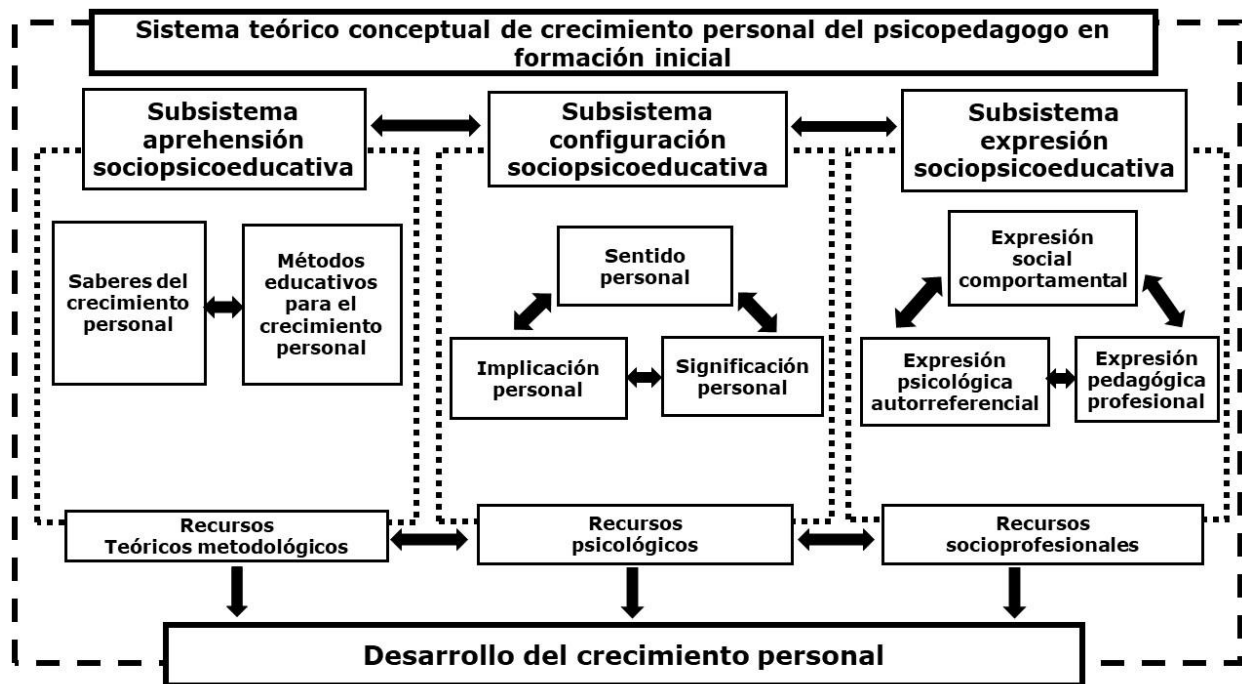 Sistema teórico conceptual de crecimiento personal del psicopedagogo en
formación inicial
Subsistema
aprehensión
sociopsicoeducativa
Subsistema
configuración
sociopsicoeducativa
Subsistema
expresión
sociopsicoeducativa
Saberes del
crecimiento
personal
Métodos
educativos
para el
crecimiento
personal
Sentido
personal
Implicación
personal
Significación
personal
Expresión
social
comportamental
Expresión
psicológica
autorreferencial
Expresión
pedagógica
profesional
Recursos
Teóricos metodológicos
Recursos
psicológicos
Recursos
socioprofesionales
Desarrollo del crecimiento personal